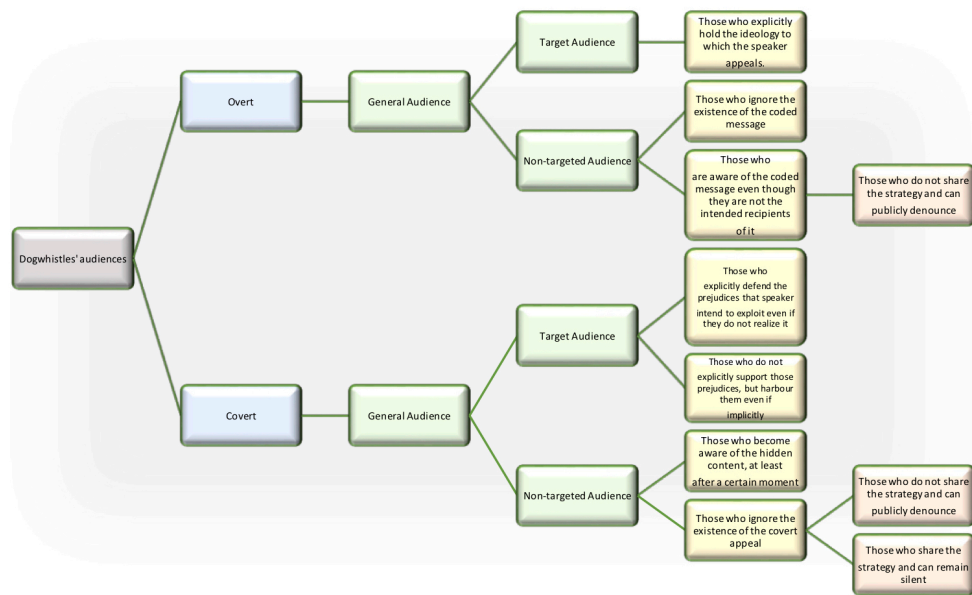 Dogwhistles' audiences
Overt
General Audience
Target Audience
Those who explicitly
hold the ideology to
which the speaker
appeals.
Non-targeted Audience
Those who ignore the
existence of the coded
message
Those who
are aware of the coded
message even though
they are not the
intended recipients
of it
Those who do not share
the strategy and can
publicly denounce
Covert
General Audience
Target Audience
Those who
explicitly defend the
prejudices that speaker
intend to exploit even if
they do not realize it
Those who do not
explicitly support those
prejudices, but harbour
them even if
implicitly
Non-targeted Audience
Those who become
aware of the hidden
content, at least
after a certain moment
Those who ignore the
existence of the covert
appeal
Those who do not share
the strategy and can
publicly denounce
Those who share the
strategy and can remain
silent